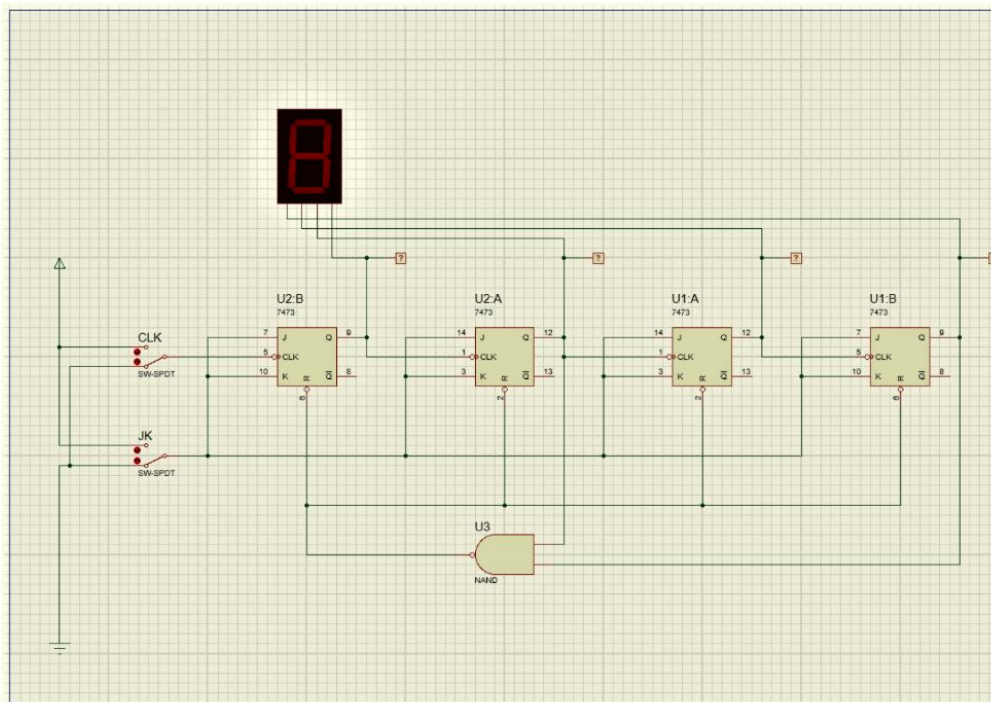 ? ? ? ?
U2:B U2:A U1:A U1:B
7473 7473 7473 7473
CLK
SW-SPDT
7 J Q 9 14 J Q 12 14 J Q 12 7 J Q 9
5 CLK 1 CLK 1 CLK 5 CLK
10 K Q 8 3 K Q 13 3 K Q 13 10 K Q 8
R R R R
6 2 2 6
JK
SW-SPDT
U3
NAND